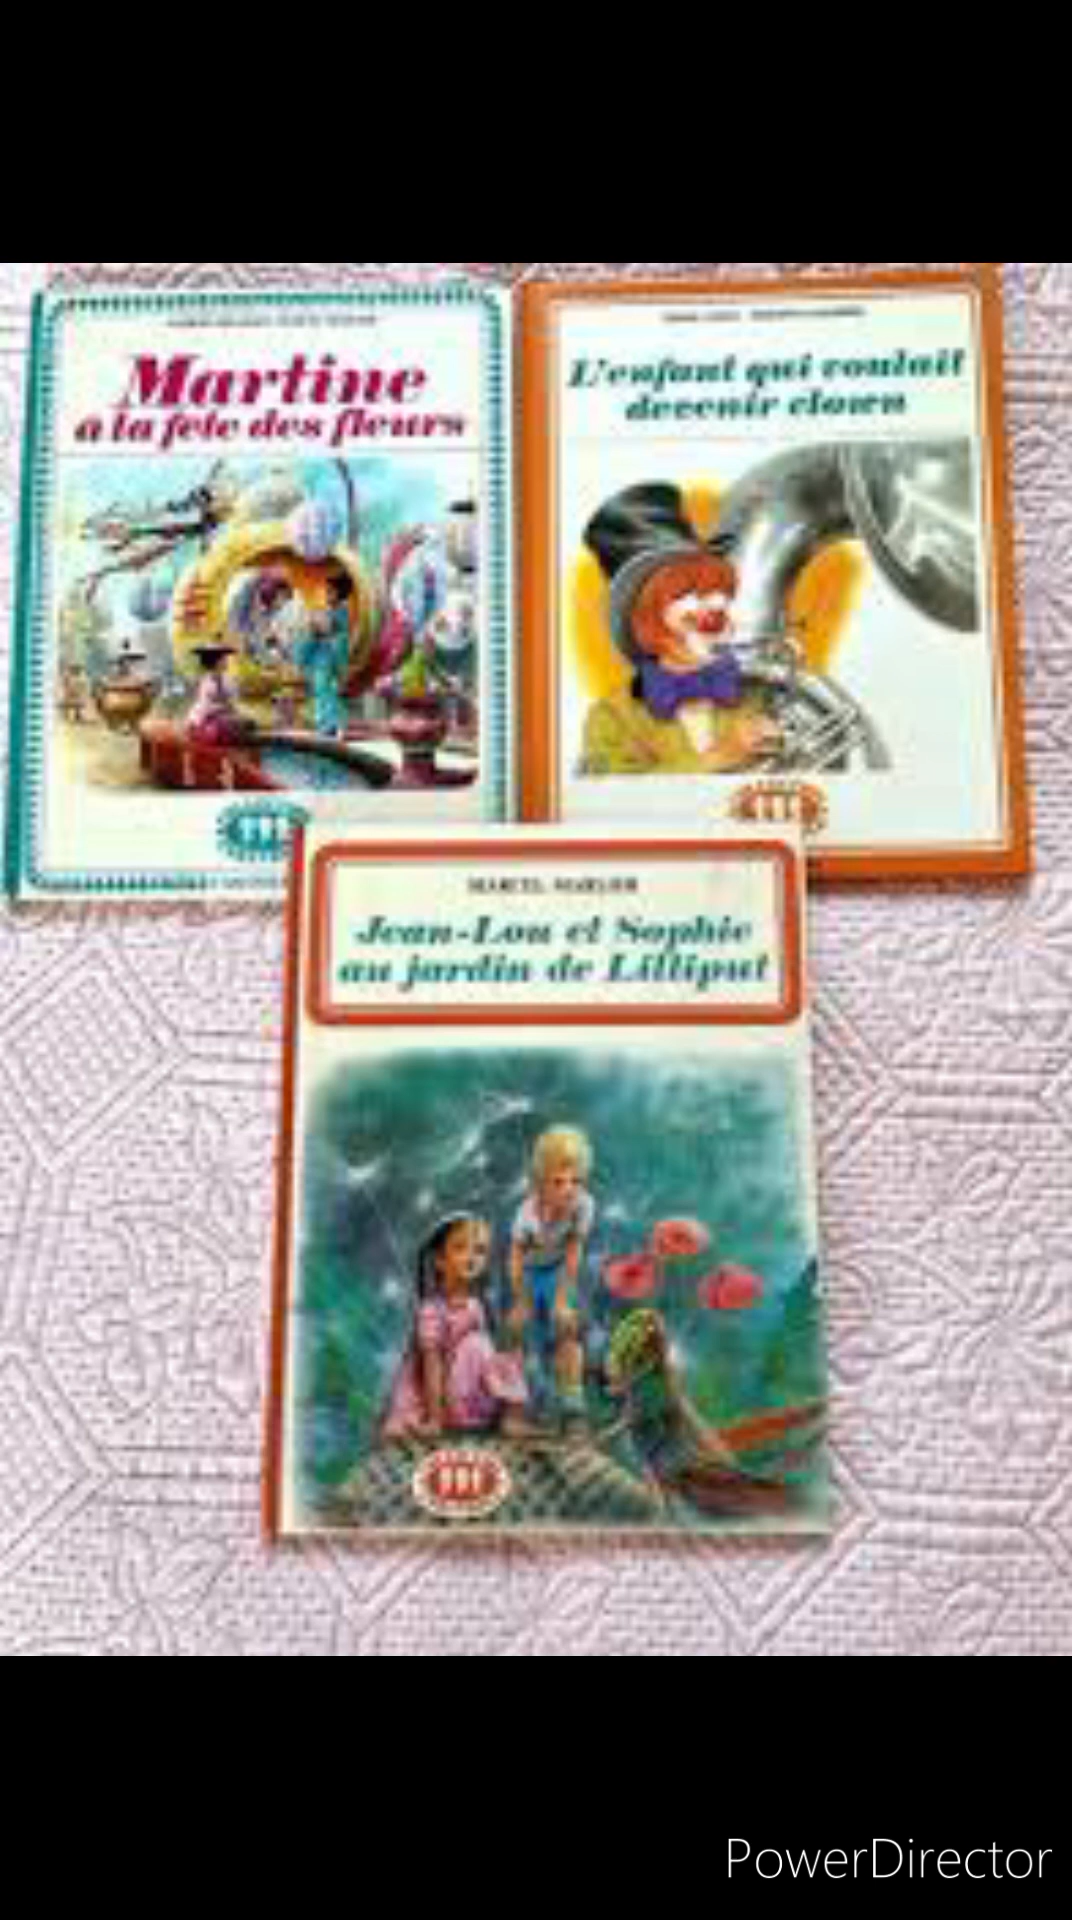 Martine
à la fête des fleurs
L'enfant qui voulait
devenir clown
MARCEL MARLIER
Jean-Lou et Sophie
au jardin de Lilliput
PowerDirector